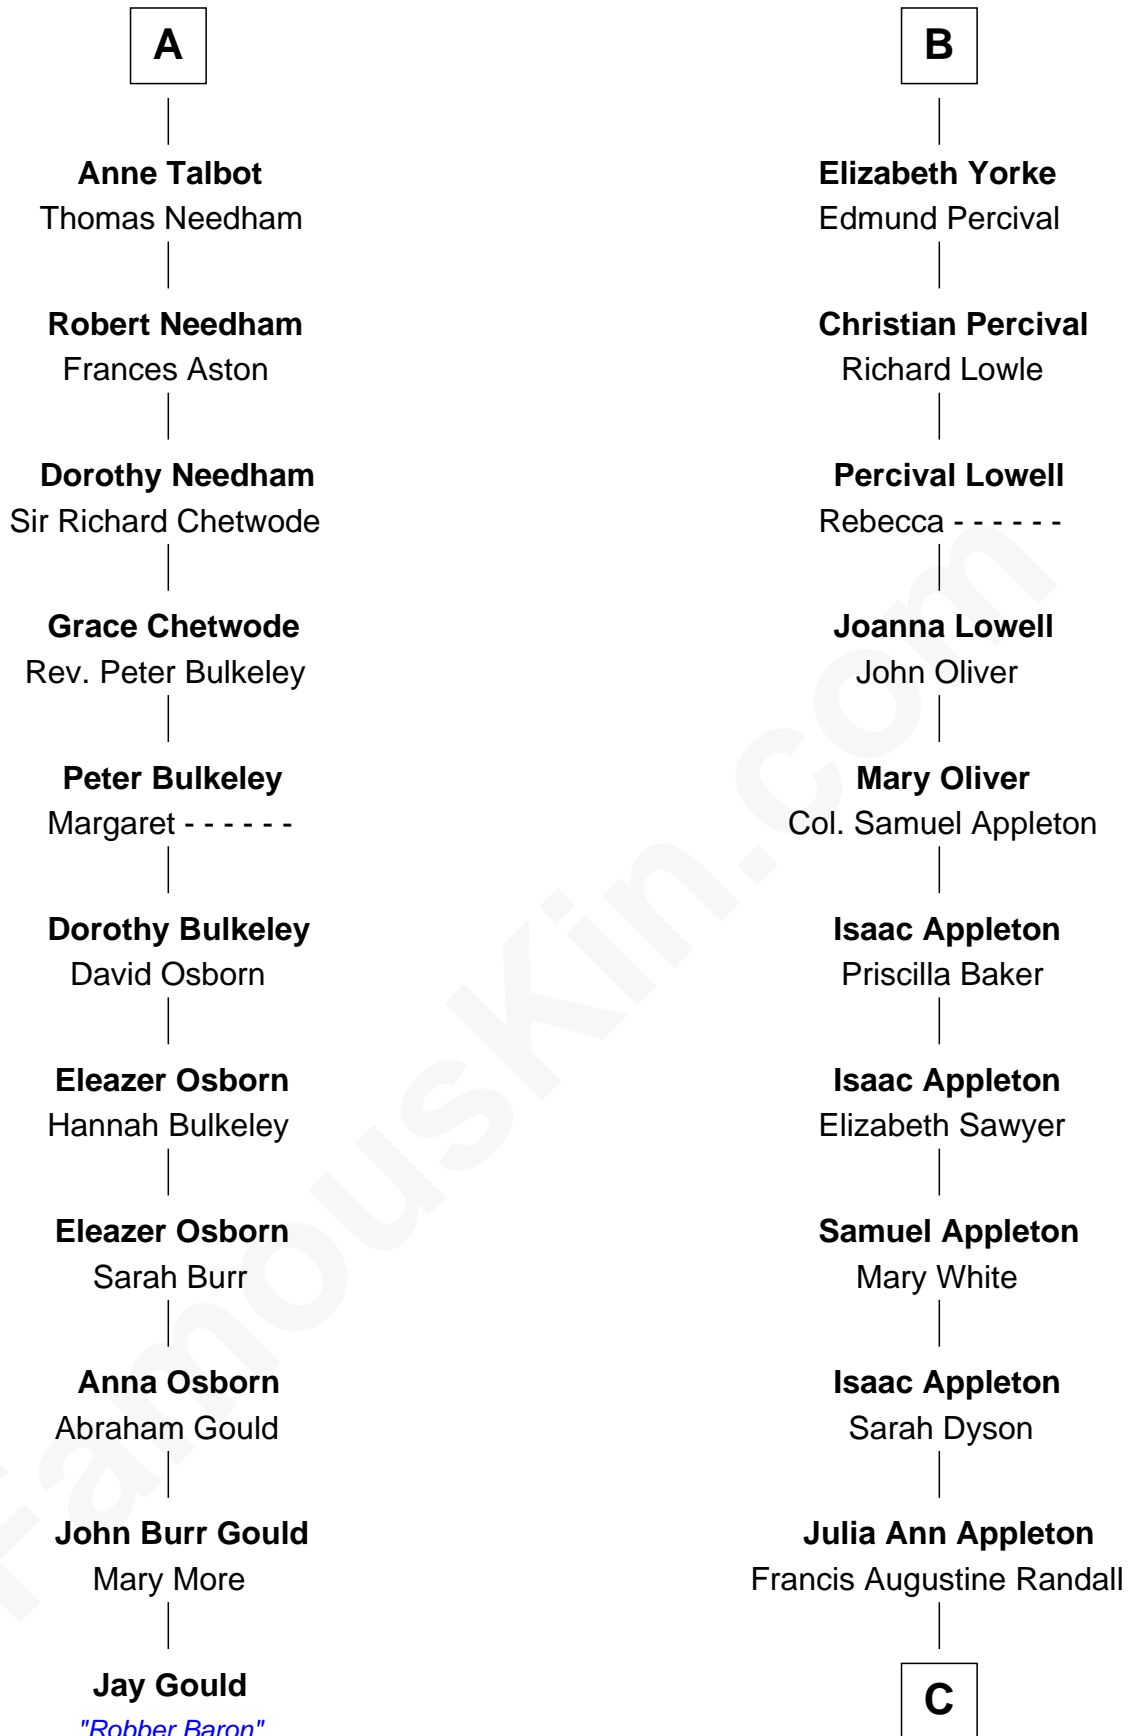 A
Anne Talbot
Thomas Needham
Robert Needham
Frances Aston
Dorothy Needham
Sir Richard Chetwode
Grace Chetwode
Rev. Peter Bulkeley
Peter Bulkeley
Margaret - - - - - -
Dorothy Bulkeley
David Osborn
Eleazer Osborn
Hannah Bulkeley
Eleazer Osborn
Sarah Burr
Anna Osborn
Abraham Gould
John Burr Gould
Mary More
Jay Gould
"Robber Baron"
B
Elizabeth Yorke
Edmund Percival
Christian Percival
Richard Lowle
Percival Lowell
Rebecca - - - - - -
Joanna Lowell
John Oliver
Mary Oliver
Col. Samuel Appleton
Isaac Appleton
Priscilla Baker
Isaac Appleton
Elizabeth Sawyer
Samuel Appleton
Mary White
Isaac Appleton
Sarah Dyson
Julia Ann Appleton
Francis Augustine Randall
C
FamousKin.com